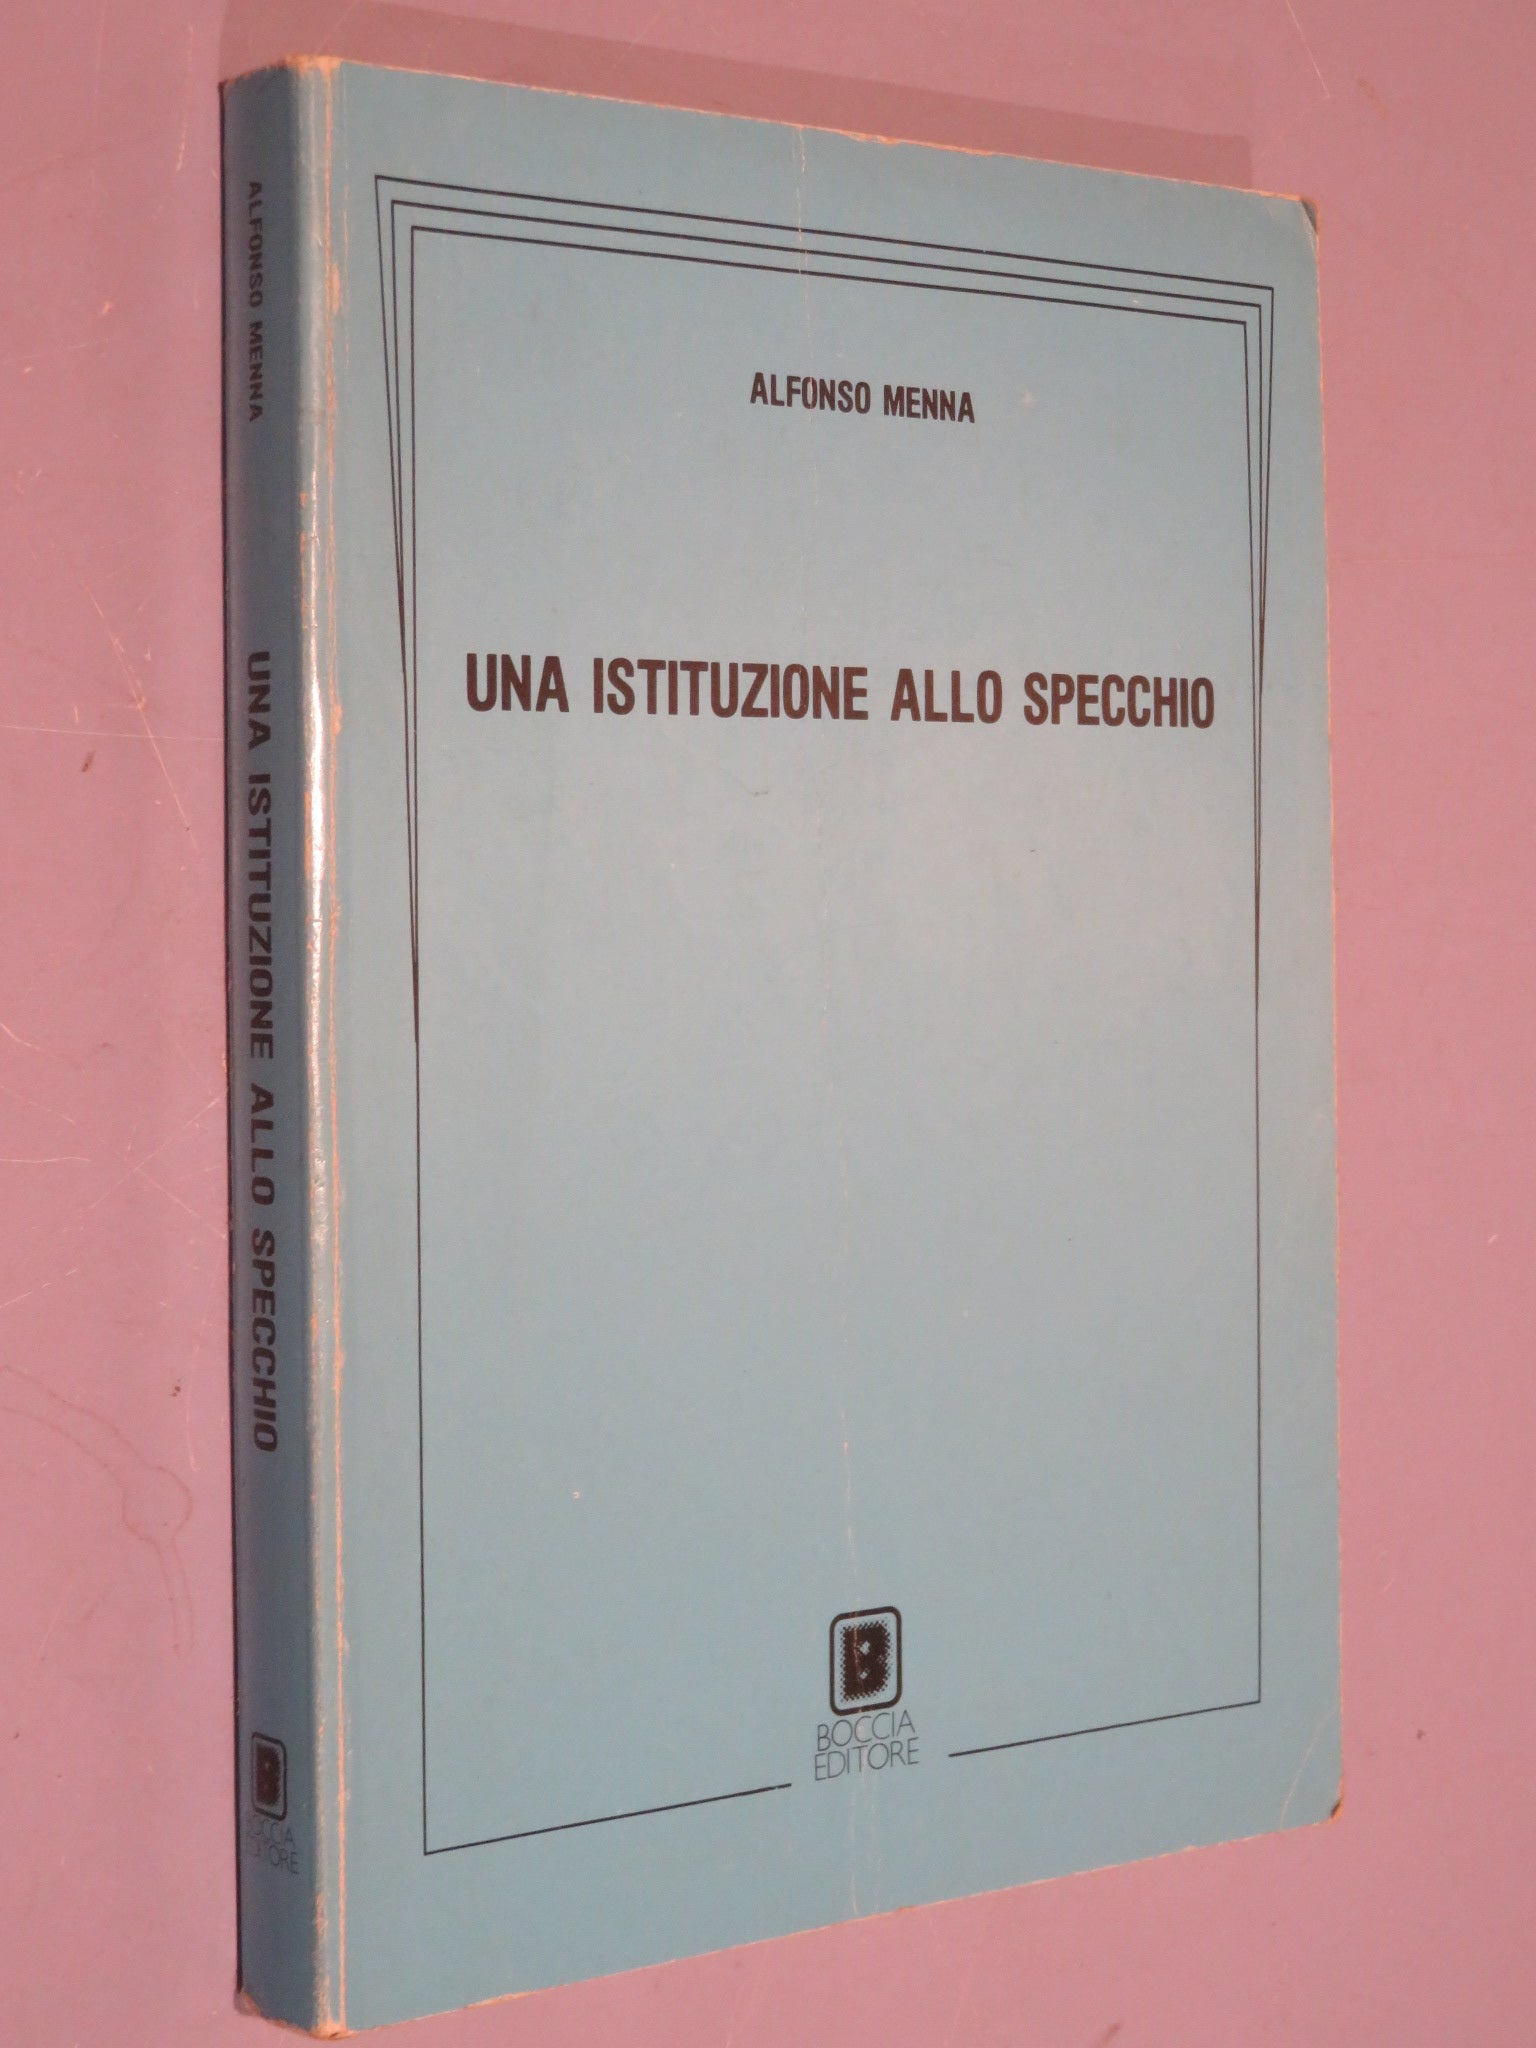 ALFONSO MENNA
UNA ISTITUZIONE ALLO SPECCHIO
B
BOCCIA
EDITORE
ALFONSO MENNA
UNA ISTITUZIONE ALLO SPECCHIO
B
BOCCIA
EDITORE